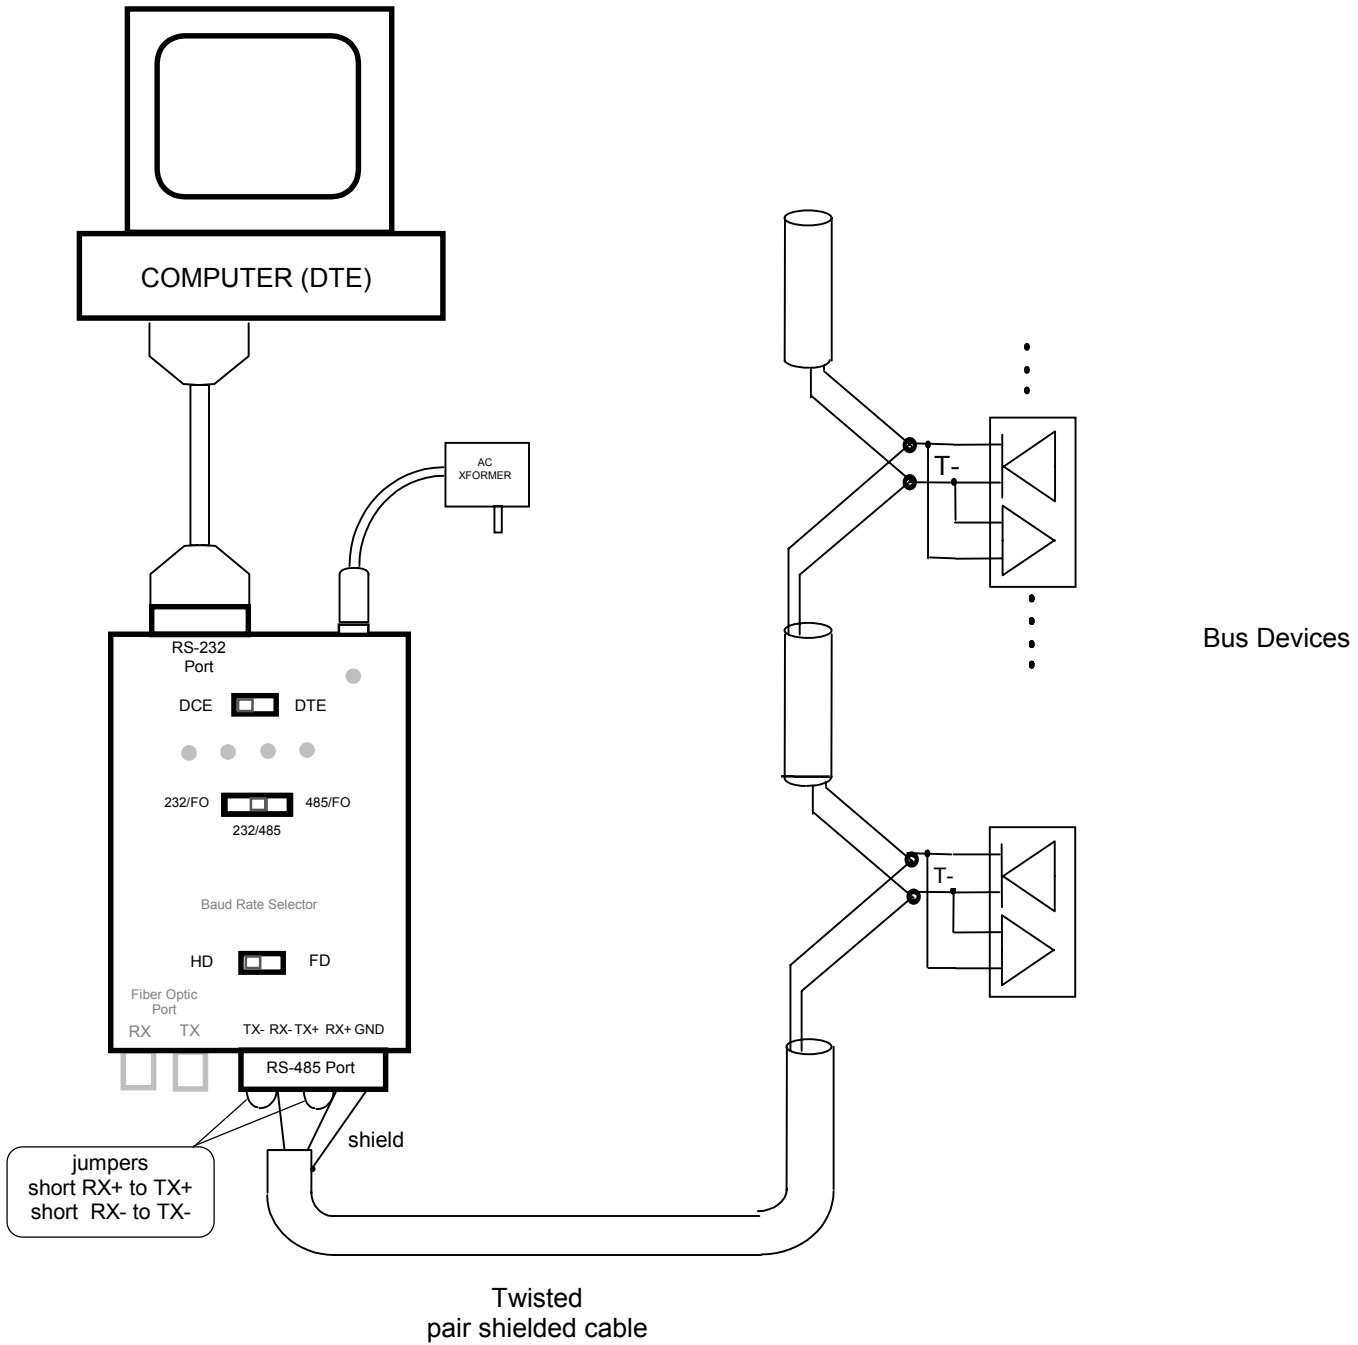 COMPUTER (DTE)
AC
XFORMER
RS-232
Port
DCE
DTE
232/FO
485/FO
232/485
Baud Rate Selector
HD
FD
Fiber Optic
Port
RX
TX
TX- RX- TX+ RX+ GND
RS-485 Port
shield
jumpers
short RX+ to TX+
short RX- to TX-
Twisted
pair shielded cable
T-
T-
Bus Devices